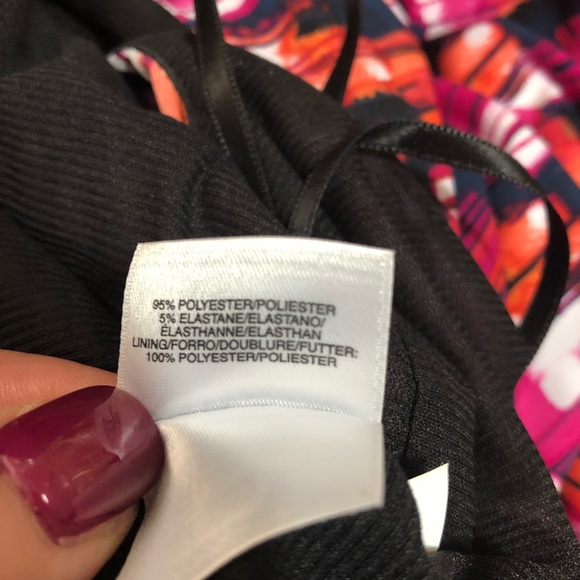 95% POLYESTER/POLIESTER
5% ELASTANE/ELASTANO/
ÉLASTHANNE/ELASTHAN
LINING/FORRO/DOUBLURE/FUTTER:
100% POLYESTER/POLIESTER